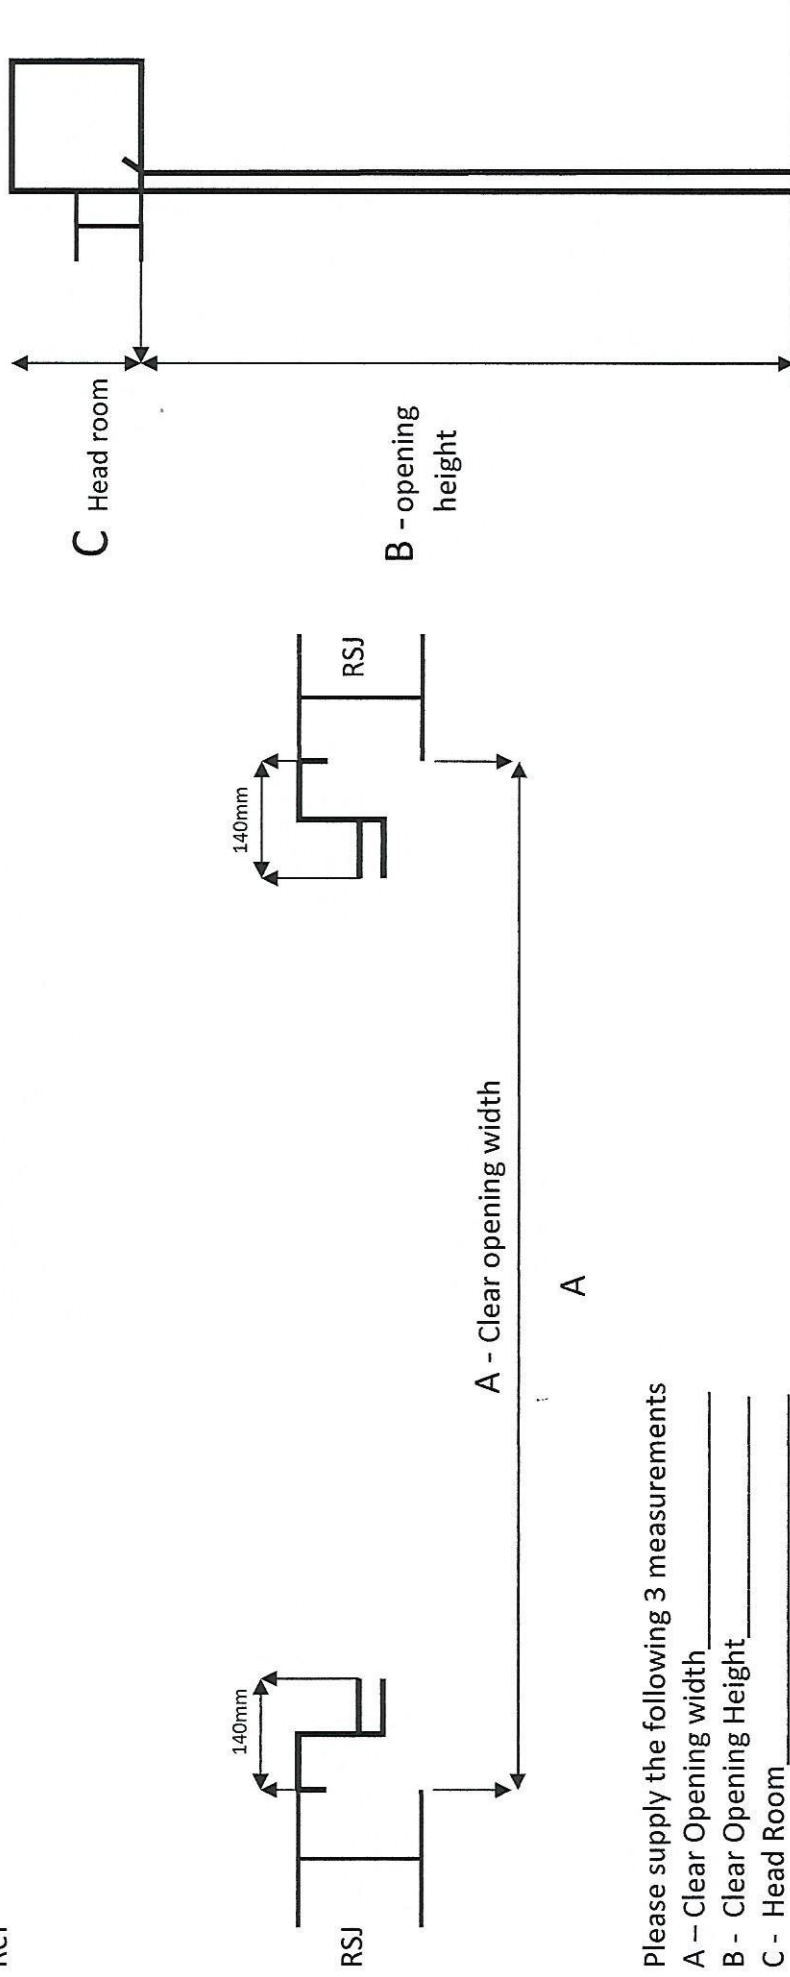 C Head room
140mm
140mm
RSJ
RSJ
B - opening
height
A - Clear opening width
A
Please supply the following 3 measurements
A – Clear Opening width
B - Clear Opening Height
C - Head Room